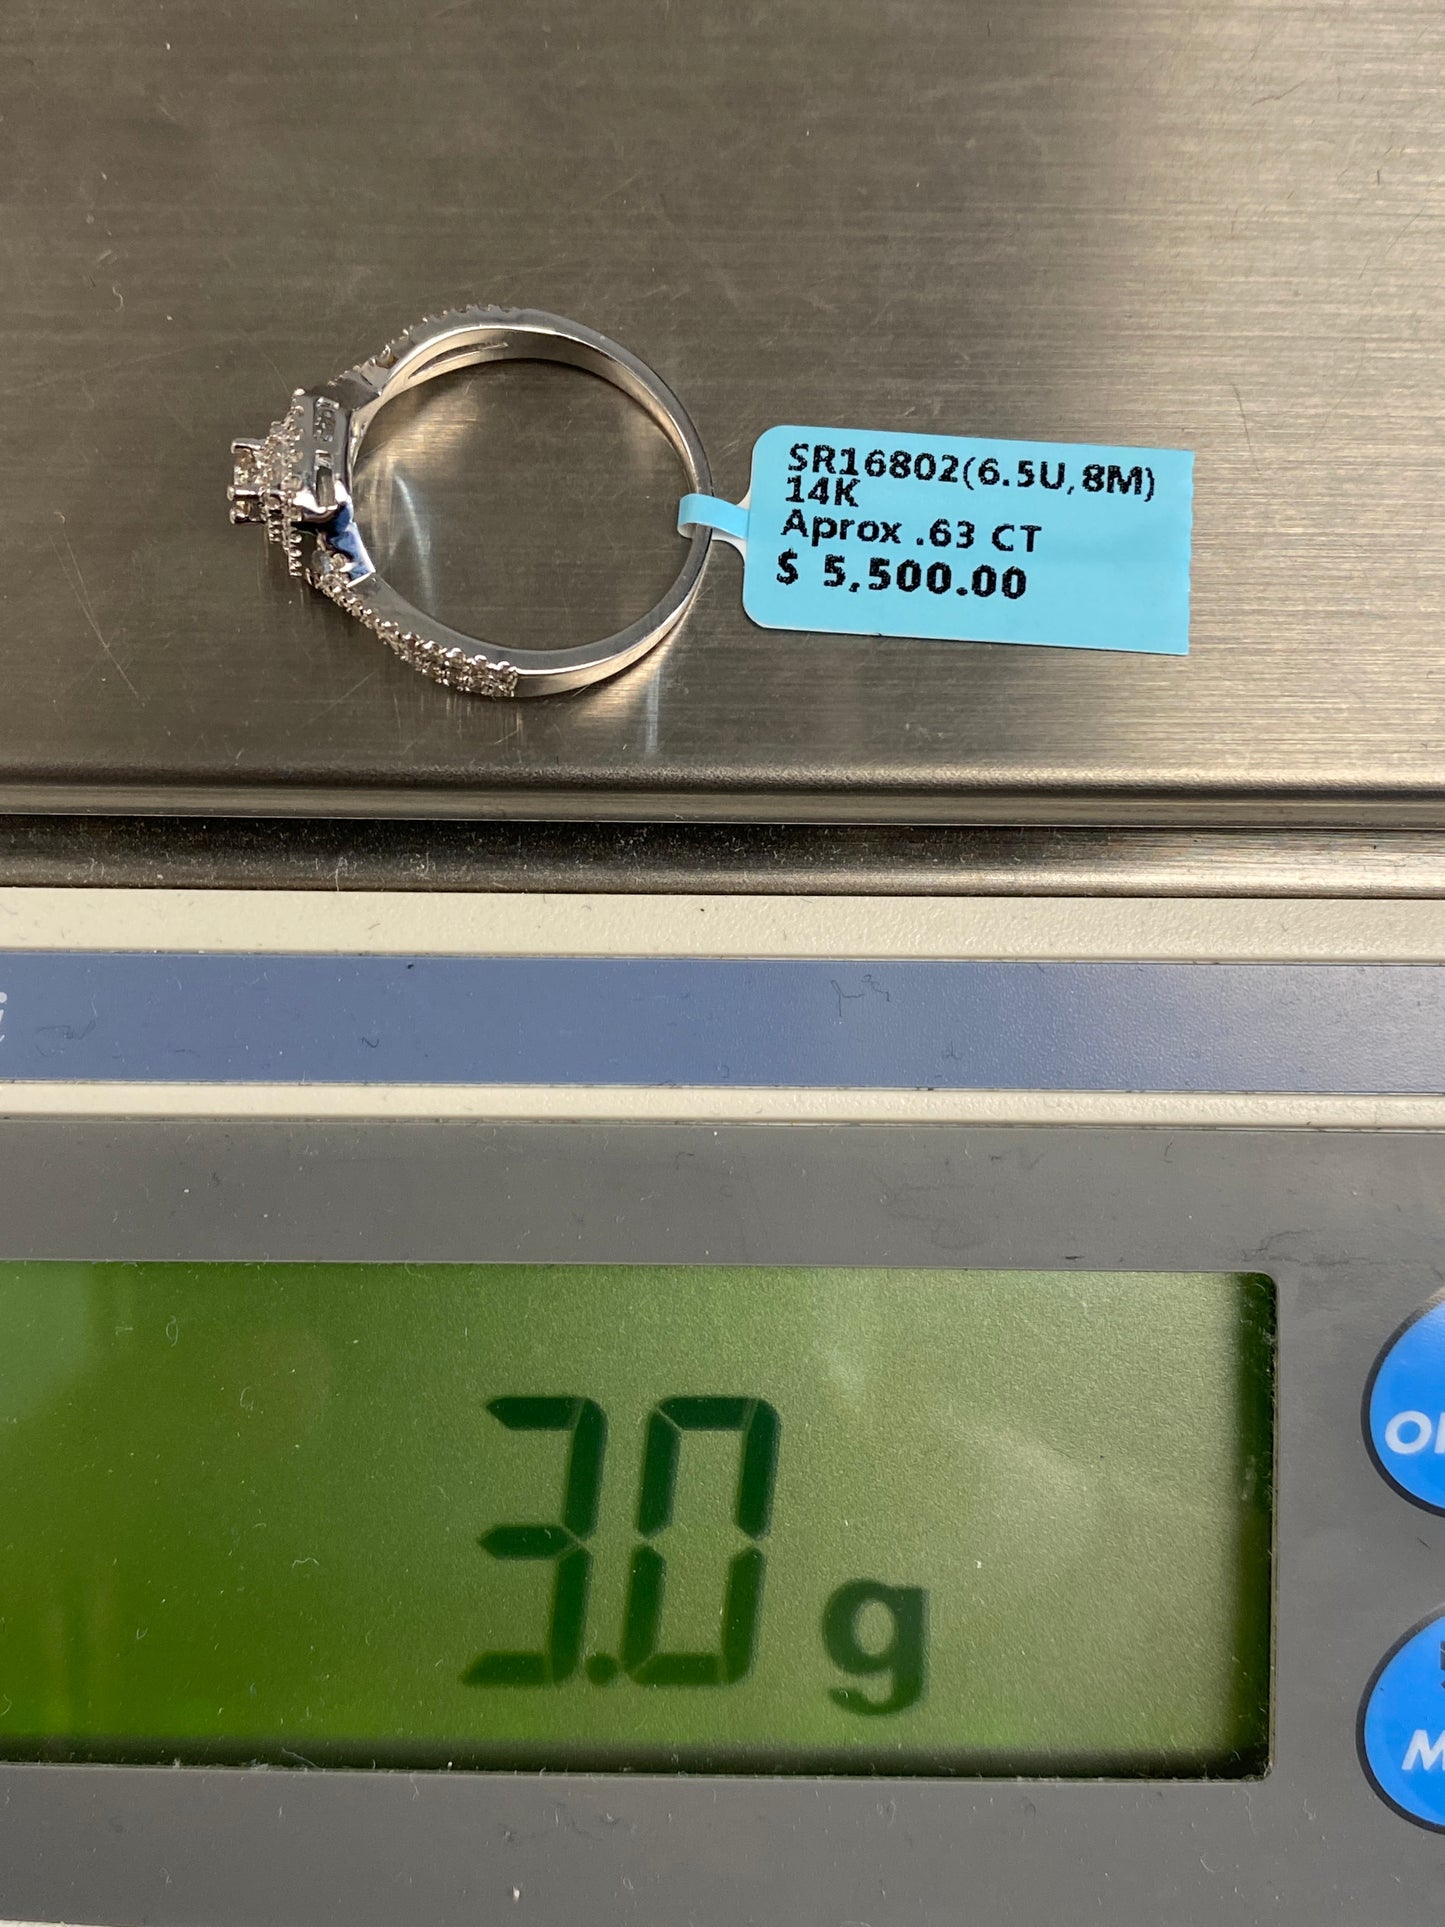 SR16802(6.5U,8M)
14K
Aprox .63 CT
$ 5,500.00
3.0 g